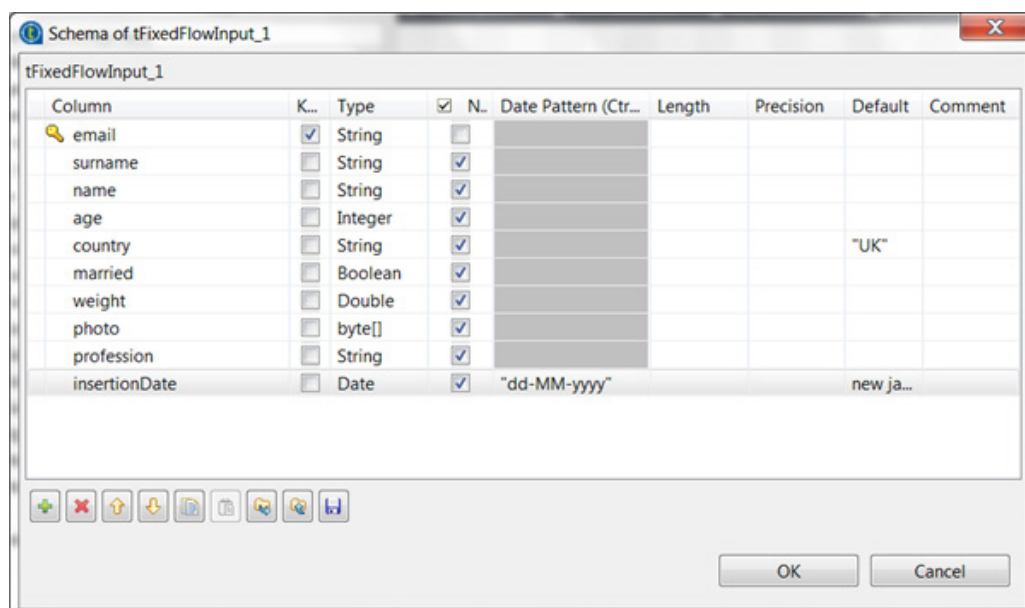 Schema of tFixedFlowInput_1
tFixedFlowInput_1
Column K... Type N.. Date Pattern (Ctr... Length Precision Default Comment
email String
surname String
name String
age Integer
country String "UK"
married Boolean
weight Double
photo byte[]
profession String
insertionDate Date "dd-MM-yyyy" new ja...
OK Cancel